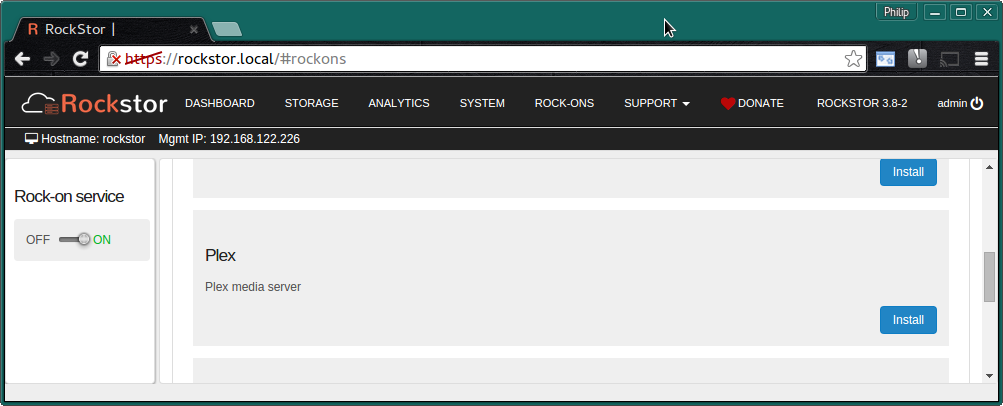 Philip
RockStor |
https://rockstor.local/#rockons
Rockstor DASHBOARD STORAGE ANALYTICS SYSTEM ROCK-ONS SUPPORT DONATE ROCKSTOR 3.8-2 admin
Hostname: rockstor Mgmt IP: 192.168.122.226
Install
Rock-on service
OFF ON
Plex
Plex media server
Install